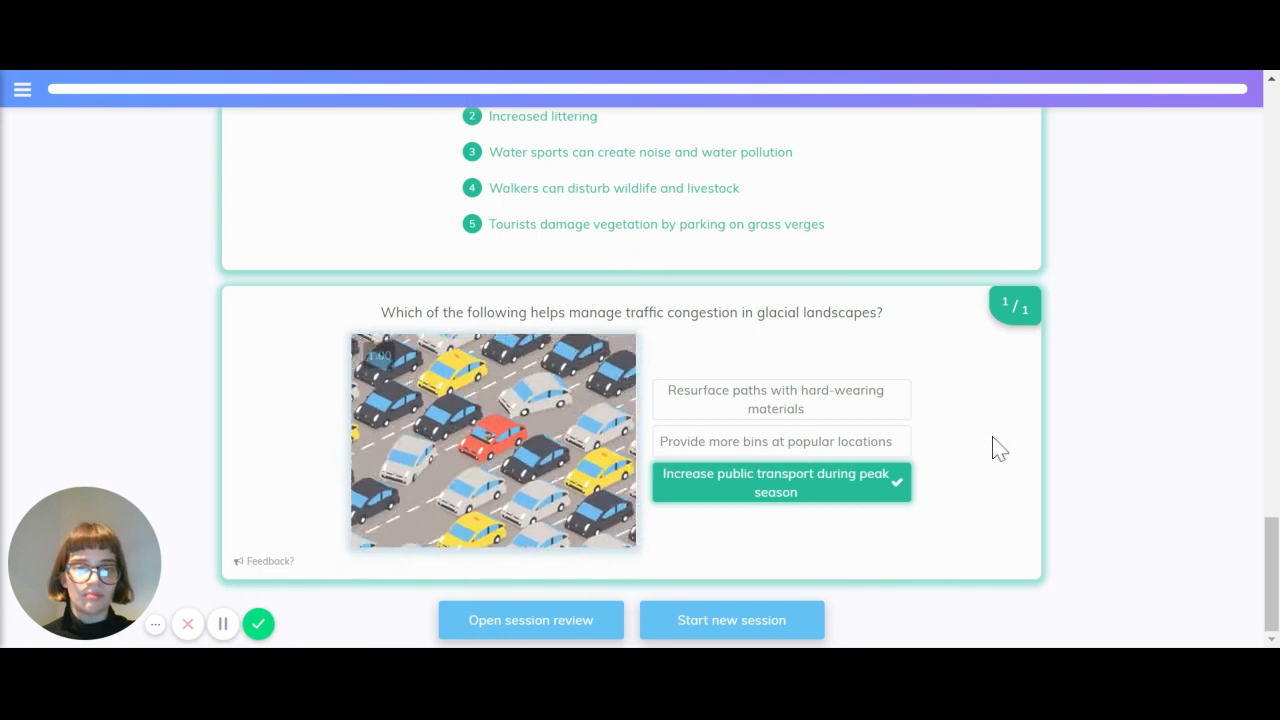 2 Increased littering
3 Water sports can create noise and water pollution
4 Walkers can disturb wildlife and livestock
5 Tourists damage vegetation by parking on grass verges
1/1
Which of the following helps manage traffic congestion in glacial landscapes?
1:00
Resurface paths with hard-wearing
materials
Provide more bins at popular locations
Increase public transport during peak
season
Feedback?
Open session review
Start new session